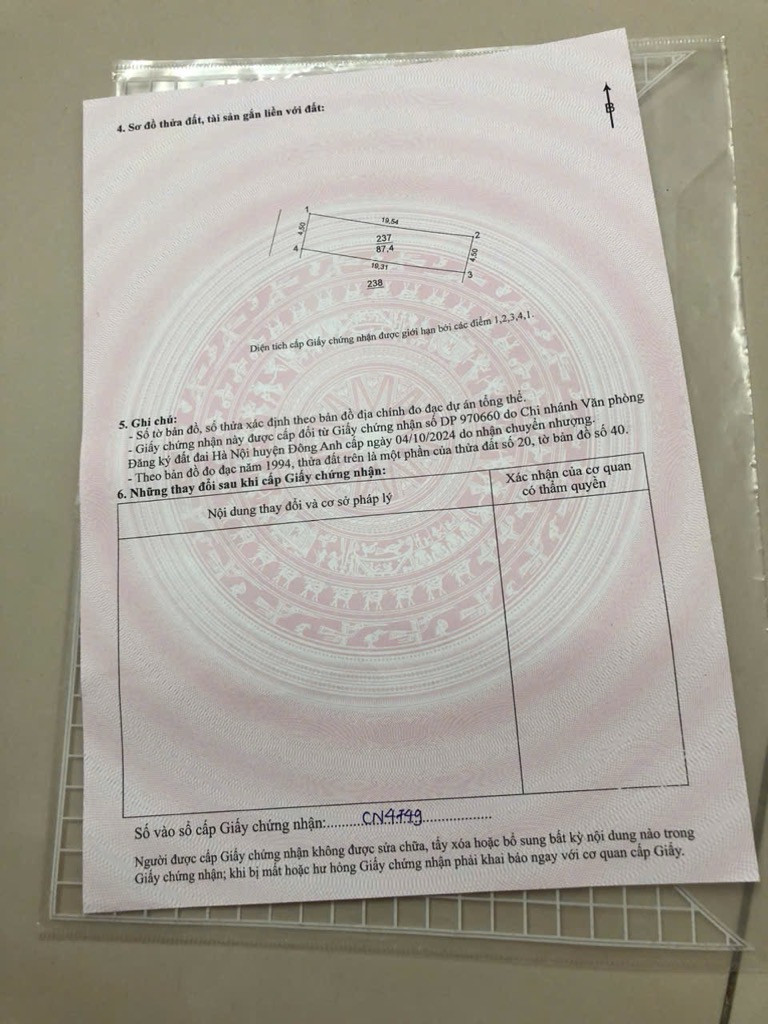 4. Sơ đồ thửa đất, tài sản gắn liền với đất:
B
1
19,54
2
4,50
237
87,4
4,50
4
19,31
3
238
Diện tích cấp Giấy chứng nhận được giới hạn bởi các điểm 1,2,3,4,1.
5. Ghi chú:
- Số tờ bản đồ, số thửa xác định theo bản đồ địa chính đo đạc dự án tổng thể.
- Giấy chứng nhận này được cấp đổi từ Giấy chứng nhận số DP 970660 do Chi nhánh Văn phòng
Đăng ký đất đai Hà Nội huyện Đông Anh cấp ngày 04/10/2024 do nhận chuyển nhượng.
- Theo bản đồ đo đạc năm 1994, thửa đất trên là một phần của thửa đất số 20, tờ bản đồ số 40.
6. Những thay đổi sau khi cấp Giấy chứng nhận:
Nội dung thay đổi và cơ sở pháp lý
Xác nhận của cơ quan
có thẩm quyền
Số vào sổ cấp Giấy chứng nhận:.........CN4749.................
Người được cấp Giấy chứng nhận không được sửa chữa, tẩy xóa hoặc bổ sung bất kỳ nội dung nào trong
Giấy chứng nhận; khi bị mất hoặc hư hỏng Giấy chứng nhận phải khai báo ngay với cơ quan cấp Giấy.